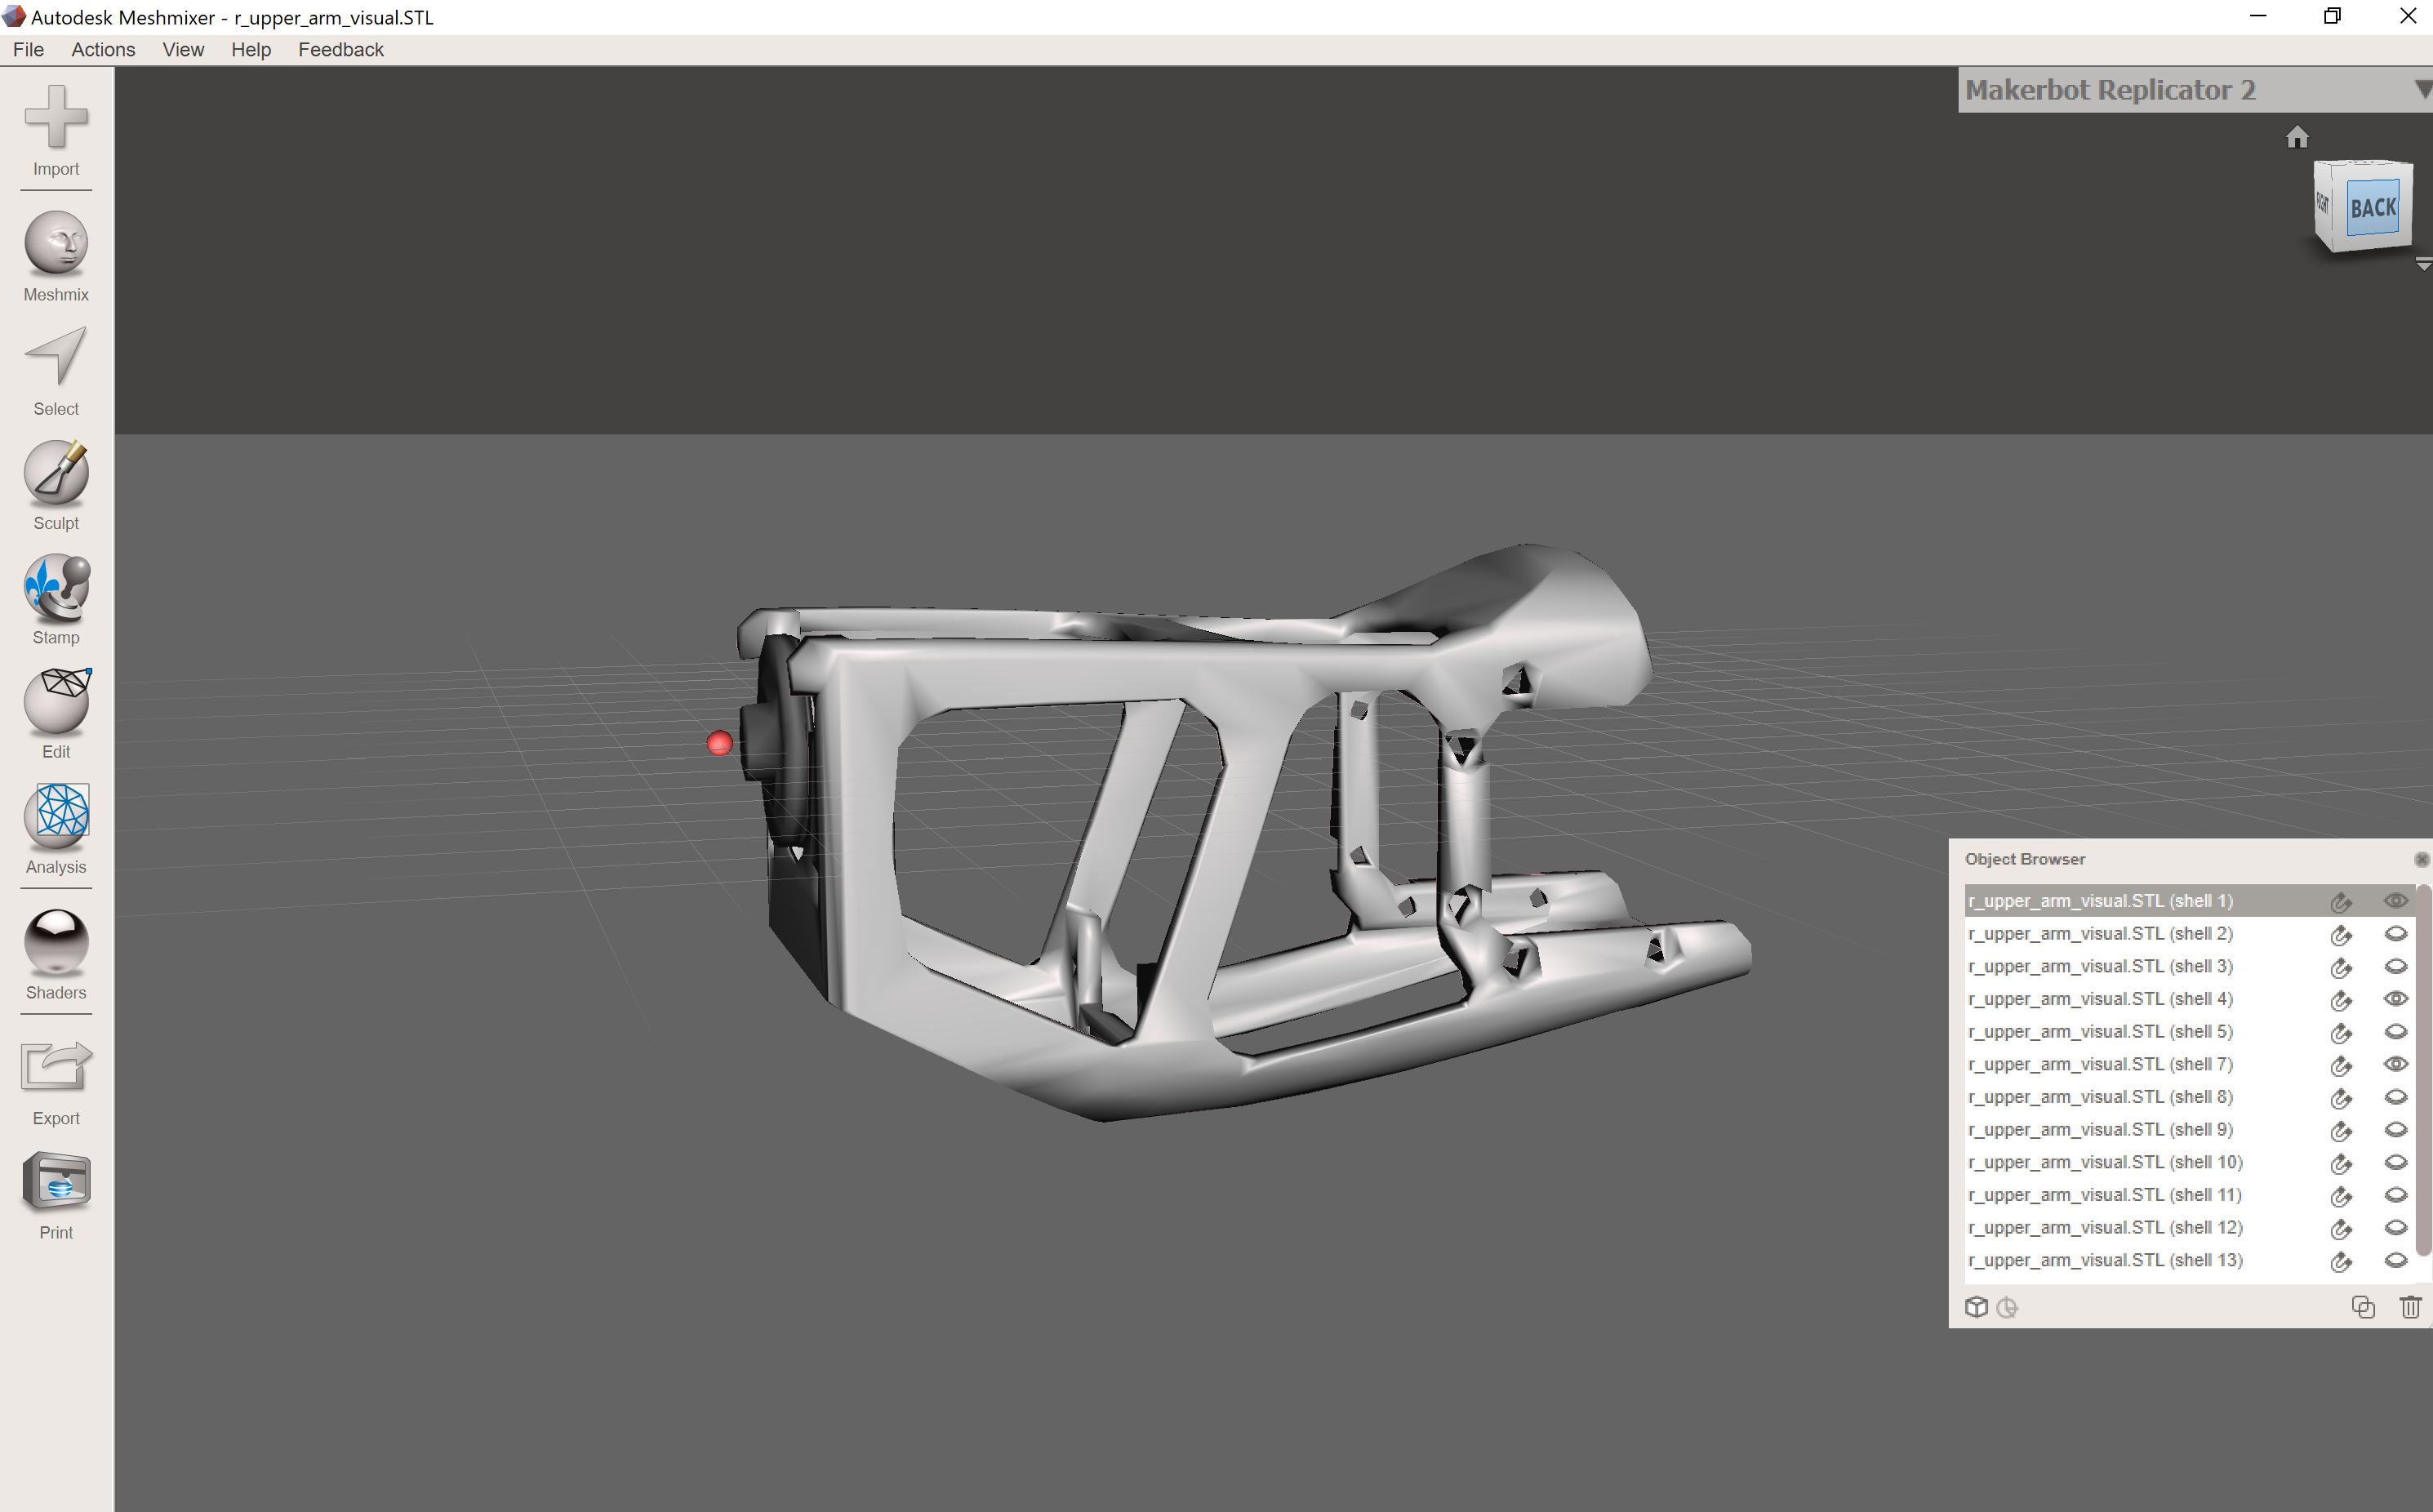 Autodesk Meshmixer - r_upper_arm_visual.STL
File Actions View Help Feedback
Makerbot Replicator 2
RIGHT
BACK
Import
Meshmix
Select
Sculpt
Stamp
Edit
Analysis
Shaders
Export
Print
Object Browser
r_upper_arm_visual.STL (shell 1)
r_upper_arm_visual.STL (shell 2)
r_upper_arm_visual.STL (shell 3)
r_upper_arm_visual.STL (shell 4)
r_upper_arm_visual.STL (shell 5)
r_upper_arm_visual.STL (shell 7)
r_upper_arm_visual.STL (shell 8)
r_upper_arm_visual.STL (shell 9)
r_upper_arm_visual.STL (shell 10)
r_upper_arm_visual.STL (shell 11)
r_upper_arm_visual.STL (shell 12)
r_upper_arm_visual.STL (shell 13)